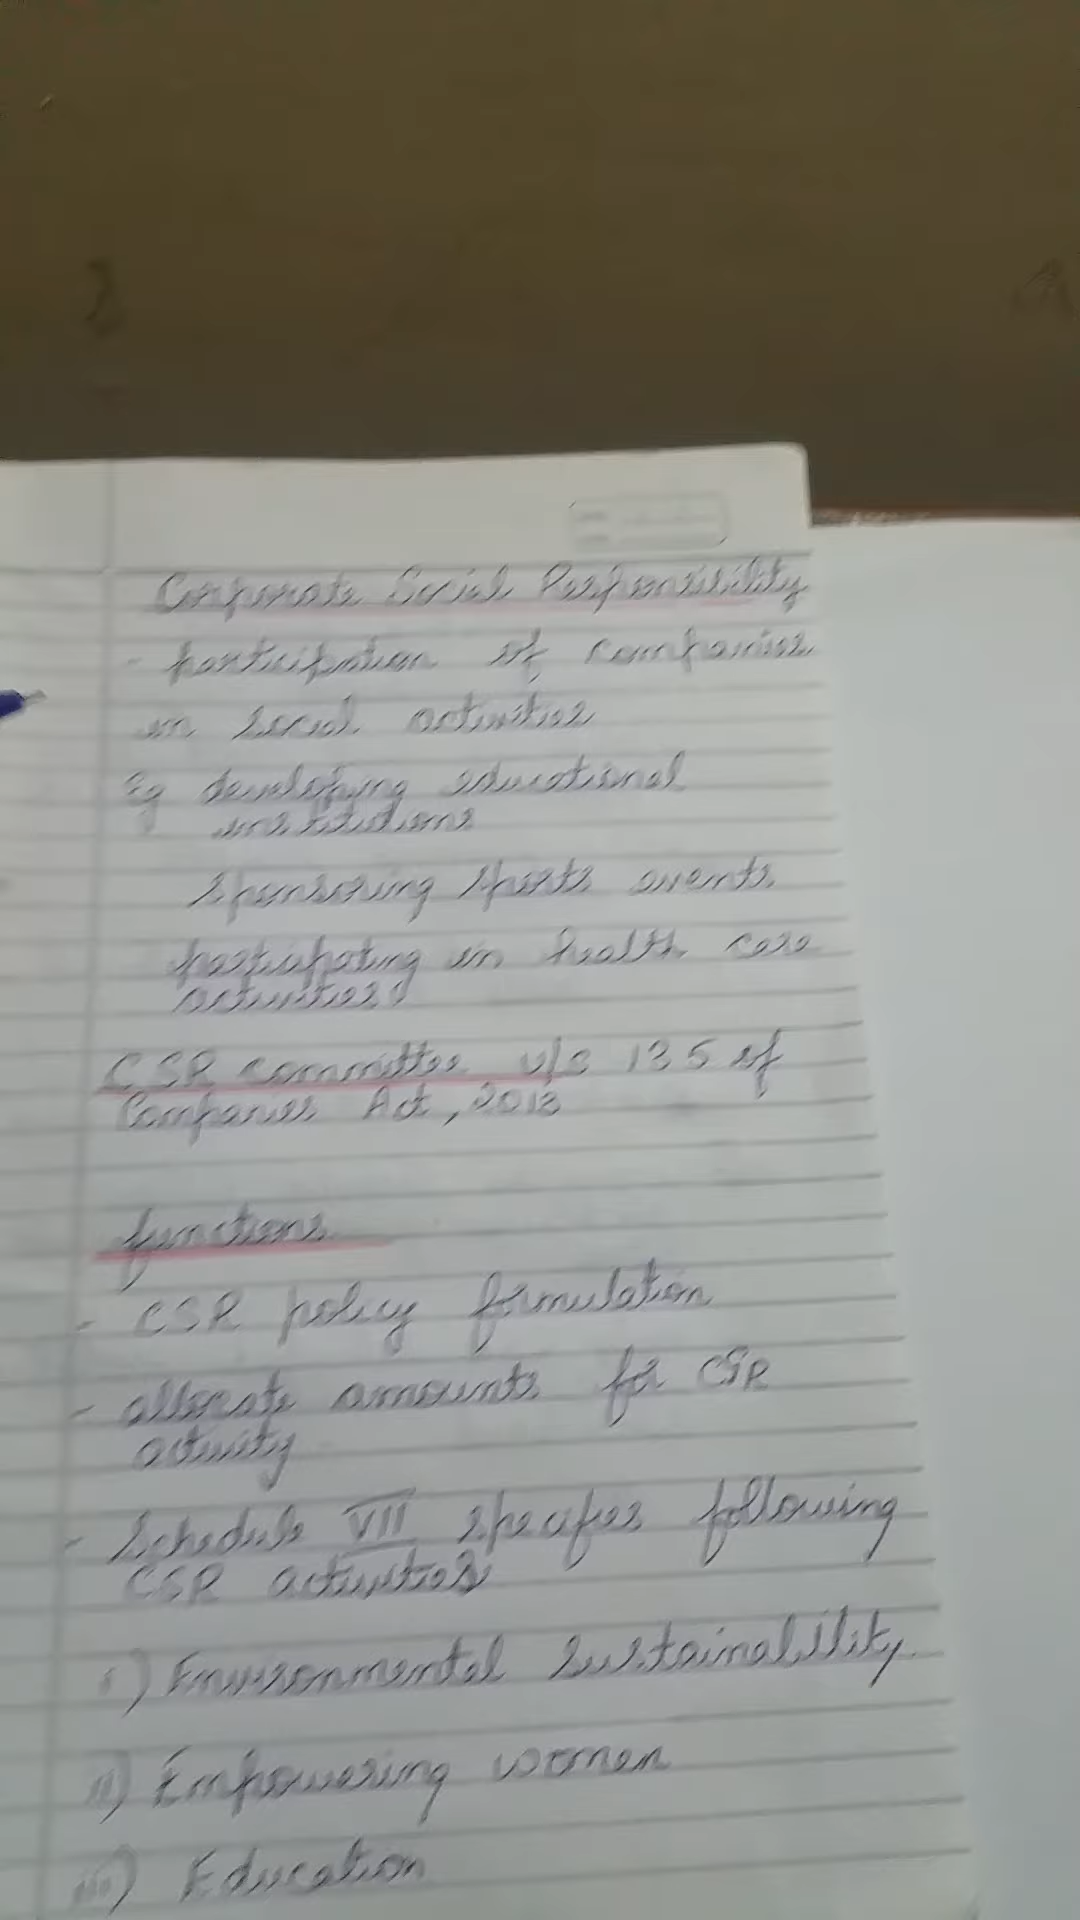 Corporate Social Responsibility
- participation of companies
in social activities
Eg developing educational
institutions
sponsoring sports events
participating in health care
activities
CSR committee u/s 135 of
Companies Act, 2013
functions
- CSR policy formulation
- allocate amounts for CSR
activity
- Schedule VII specifies following
CSR activities
i) Environmental Sustainability
ii) Empowering women
iii) Education